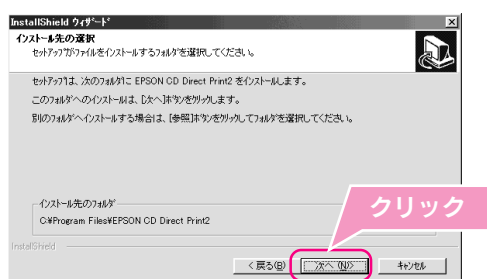 InstallShield ウィザード
インストール先の選択
セットアップがファイルをインストールするフォルダを選択してください。
セットアップは、次のフォルダに EPSON CD Direct Print2 をインストールします。
このフォルダへのインストールは、[次へ]ボタンをクリックします。
別のフォルダへインストールする場合は、[参照]ボタンをクリックしてフォルダを選択してください。
インストール先のフォルダ
C:¥Program Files¥EPSON CD Direct Print2
クリック
InstallShield
< 戻る(B)
次へ (N)>
キャンセル